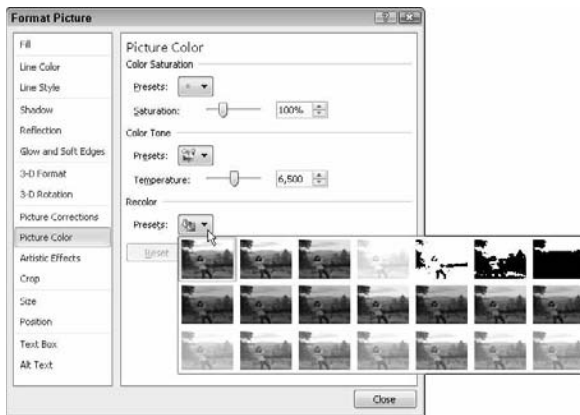 Format Picture
Fill
Line Color
Line Style
Shadow
Reflection
Glow and Soft Edges
3-D Format
3-D Rotation
Picture Corrections
Picture Color
Artistic Effects
Crop
Size
Position
Text Box
Alt Text
Picture Color
Color Saturation
Presets:
Saturation: 100%
Color Tone
Presets:
Temperature: 6,500
Recolor
Presets:
Reset
Close